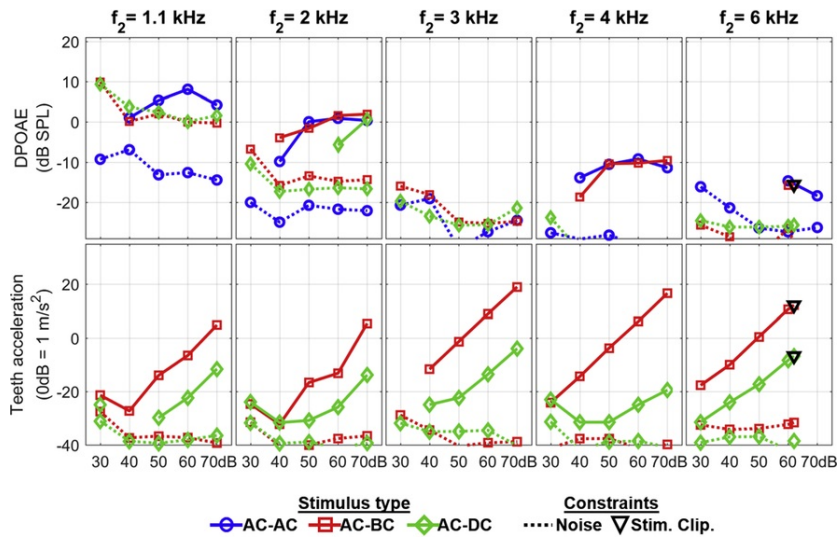 f2= 1.1 kHz f2= 2 kHz f2= 3 kHz f2= 4 kHz f2= 6 kHz
20
10
0
-10
-20
DPOAE
(dB SPL)
20
0
-20
-40
Teeth acceleration
(0dB = 1 m/s²)
30 40 50 60 70dB 30 40 50 60 70dB 30 40 50 60 70dB 30 40 50 60 70dB 30 40 50 60 70dB
Stimulus type Constraints
AC-AC AC-BC AC-DC Noise Stim. Clip.